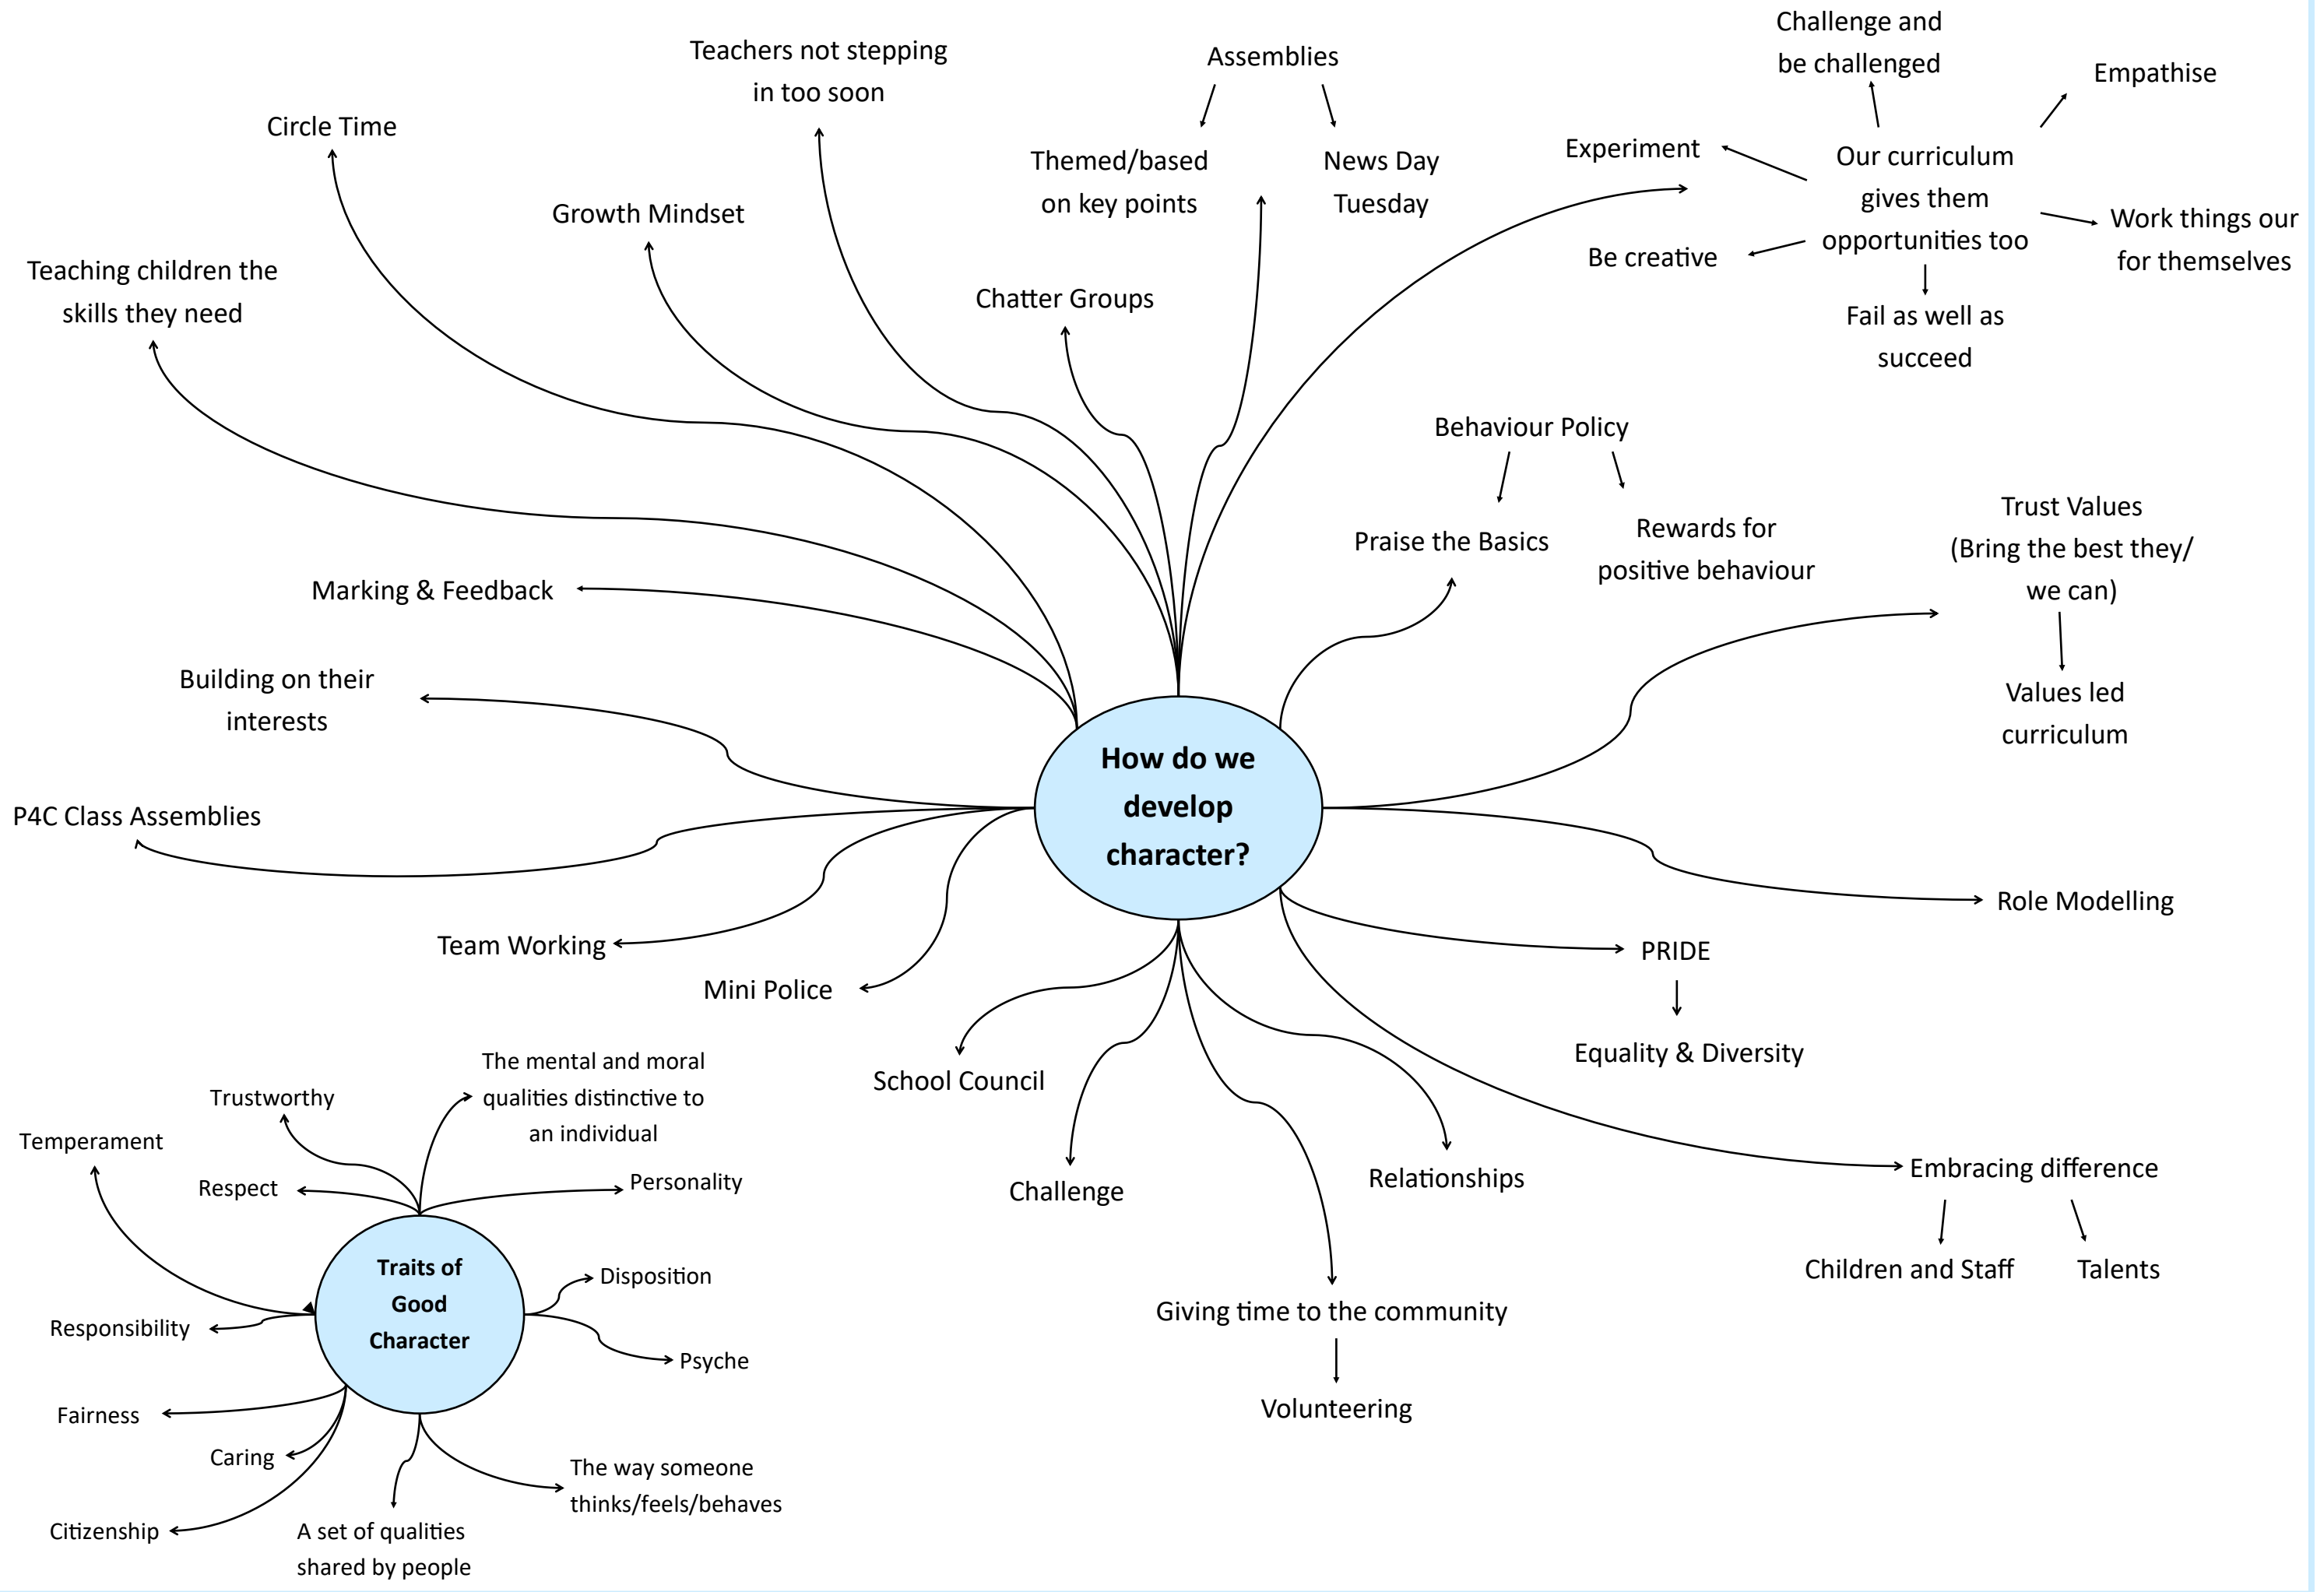 Challenge and
be challenged
Teachers not stepping
in too soon
Assemblies
Empathise
Circle Time
Experiment
Our curriculum
gives them
opportunities too
Themed/based
on key points
News Day
Tuesday
Growth Mindset
Work things our
for themselves
Be creative
Teaching children the
skills they need
Chatter Groups
Fail as well as
succeed
Behaviour Policy
Praise the Basics
Rewards for
positive behaviour
Trust Values
(Bring the best they/
we can)
Marking & Feedback
Building on their
interests
Values led
curriculum
How do we
develop
character?
P4C Class Assemblies
Role Modelling
Team Working
PRIDE
Mini Police
Equality & Diversity
School Council
Challenge
Relationships
Embracing difference
Children and Staff
Talents
Giving time to the community
Volunteering
The mental and moral
qualities distinctive to
an individual
Trustworthy
Temperament
Respect
Personality
Traits of
Good
Character
Disposition
Responsibility
Psyche
Fairness
Caring
The way someone
thinks/feels/behaves
Citizenship
A set of qualities
shared by people